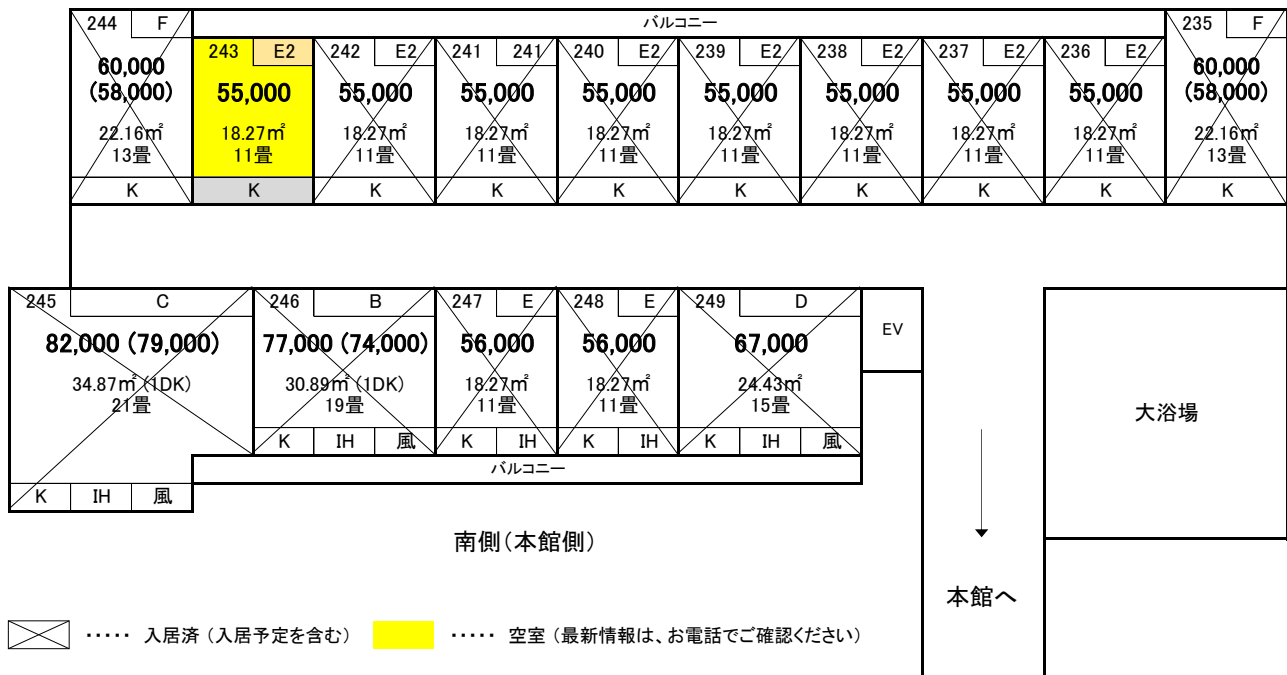 244 F
バルコニー
235 F
60,000
(58,000)
22.16㎡
13畳
K
243 E2
55,000
18.27㎡
11畳
K
242 E2
55,000
18.27㎡
11畳
K
241 241
55,000
18.27㎡
11畳
K
240 E2
55,000
18.27㎡
11畳
K
239 E2
55,000
18.27㎡
11畳
K
238 E2
55,000
18.27㎡
11畳
K
237 E2
55,000
18.27㎡
11畳
K
236 E2
55,000
18.27㎡
11畳
K
60,000
(58,000)
22.16㎡
13畳
K
245 C
82,000 (79,000)
34.87㎡ (1DK)
21畳
K IH 風
246 B
77,000 (74,000)
30.89㎡ (1DK)
19畳
K IH 風
247 E
56,000
18.27㎡
11畳
K IH
248 E
56,000
18.27㎡
11畳
K IH
249 D
67,000
24.43㎡
15畳
K IH 風
EV
大浴場
バルコニー
南側(本館側)
本館へ
・・・・・ 入居済 (入居予定を含む)
・・・・・ 空室 (最新情報は、お電話でご確認ください)